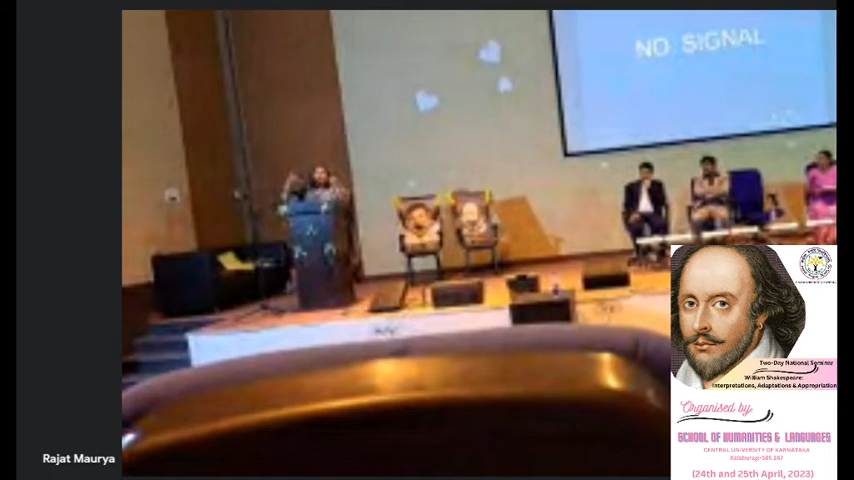 NO SIGNAL
Two-Day National Seminar
William Shakespeare:
Interpretations, Adaptations & Appropriation
Organised by
SCHOOL OF HUMANITIES & LANGUAGES
CENTRAL UNIVERSITY OF KARNATAKA
(24th and 25th April, 2023)
Rajat Maurya